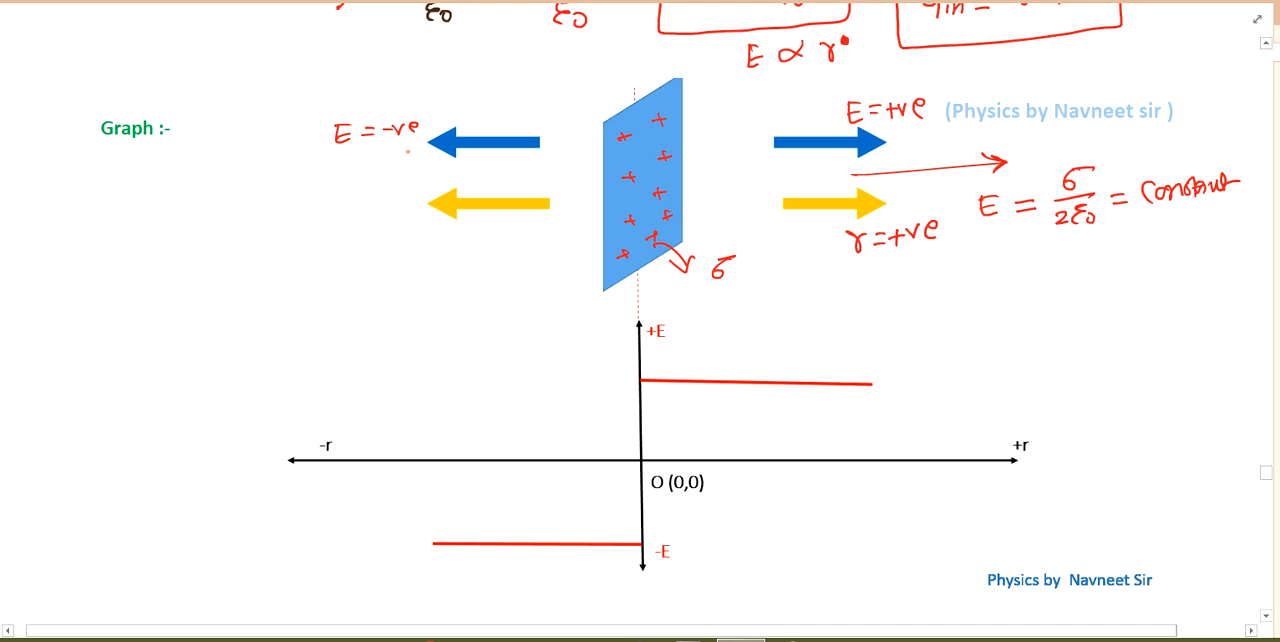 ε₀ ε₀
E ∝ r°
Graph :-
E = -ve
E = +ve
(Physics by Navneet sir )
E = σ/2ε₀ = Constant
r = +ve
σ
+E
-r
+r
O (0,0)
-E
Physics by Navneet Sir